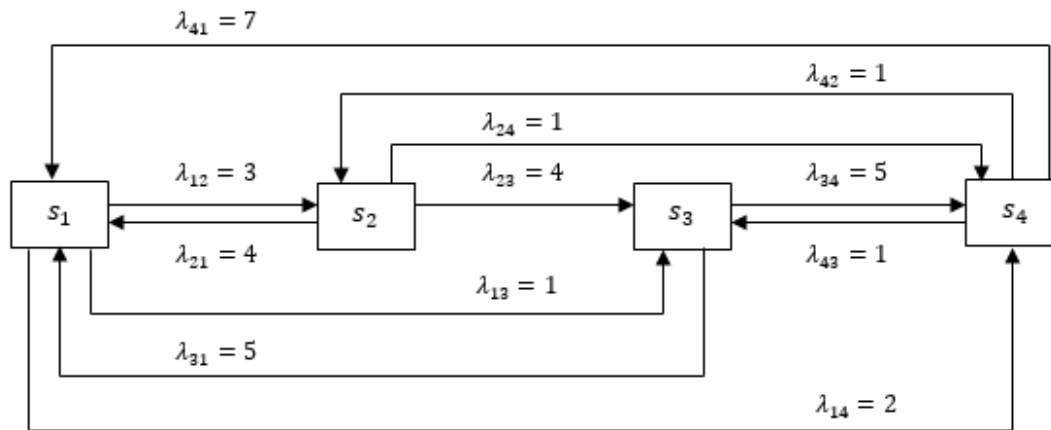 λ₄₁ = 7
λ₄₂ = 1
λ₂₄ = 1
λ₁₂ = 3 λ₂₃ = 4 λ₃₄ = 5
s₁ s₂ s₃ s₄
λ₂₁ = 4 λ₄₃ = 1
λ₁₃ = 1
λ₃₁ = 5
λ₁₄ = 2